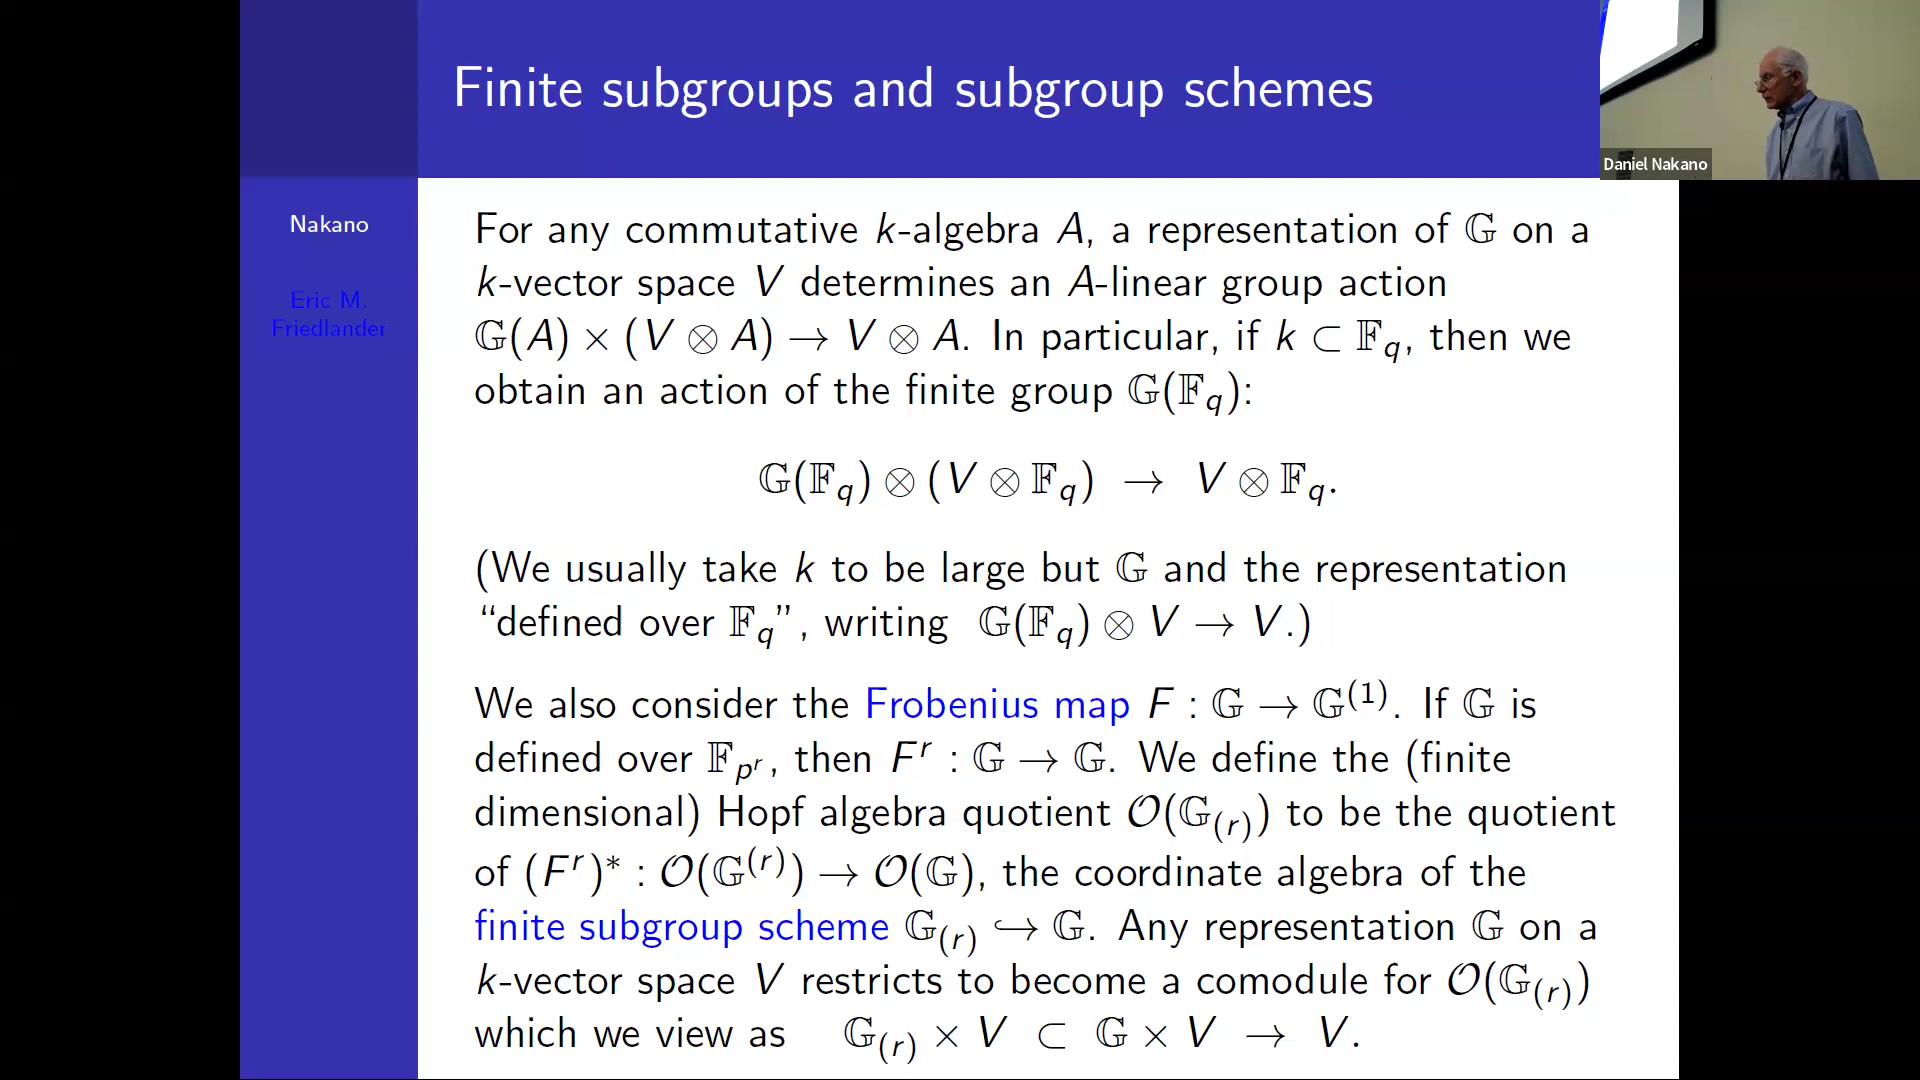 Finite subgroups and subgroup schemes
Daniel Nakano
Nakano
Eric M.
Friedlander
For any commutative k-algebra A, a representation of 𝔾 on a
k-vector space V determines an A-linear group action
𝔾(A) × (V ⊗ A) → V ⊗ A. In particular, if k ⊂ 𝔽_q, then we
obtain an action of the finite group 𝔾(𝔽_q):
𝔾(𝔽_q) ⊗ (V ⊗ 𝔽_q) → V ⊗ 𝔽_q.
(We usually take k to be large but 𝔾 and the representation
“defined over 𝔽_q”, writing 𝔾(𝔽_q) ⊗ V → V.)
We also consider the Frobenius map F : 𝔾 → 𝔾^(1). If 𝔾 is
defined over 𝔽_{p^r}, then F^r : 𝔾 → 𝔾. We define the (finite
dimensional) Hopf algebra quotient 𝒪(𝔾_(r)) to be the quotient
of (F^r)* : 𝒪(𝔾^(r)) → 𝒪(𝔾), the coordinate algebra of the
finite subgroup scheme 𝔾_(r) ↪ 𝔾. Any representation 𝔾 on a
k-vector space V restricts to become a comodule for 𝒪(𝔾_(r))
which we view as 𝔾_(r) × V ⊂ 𝔾 × V → V.